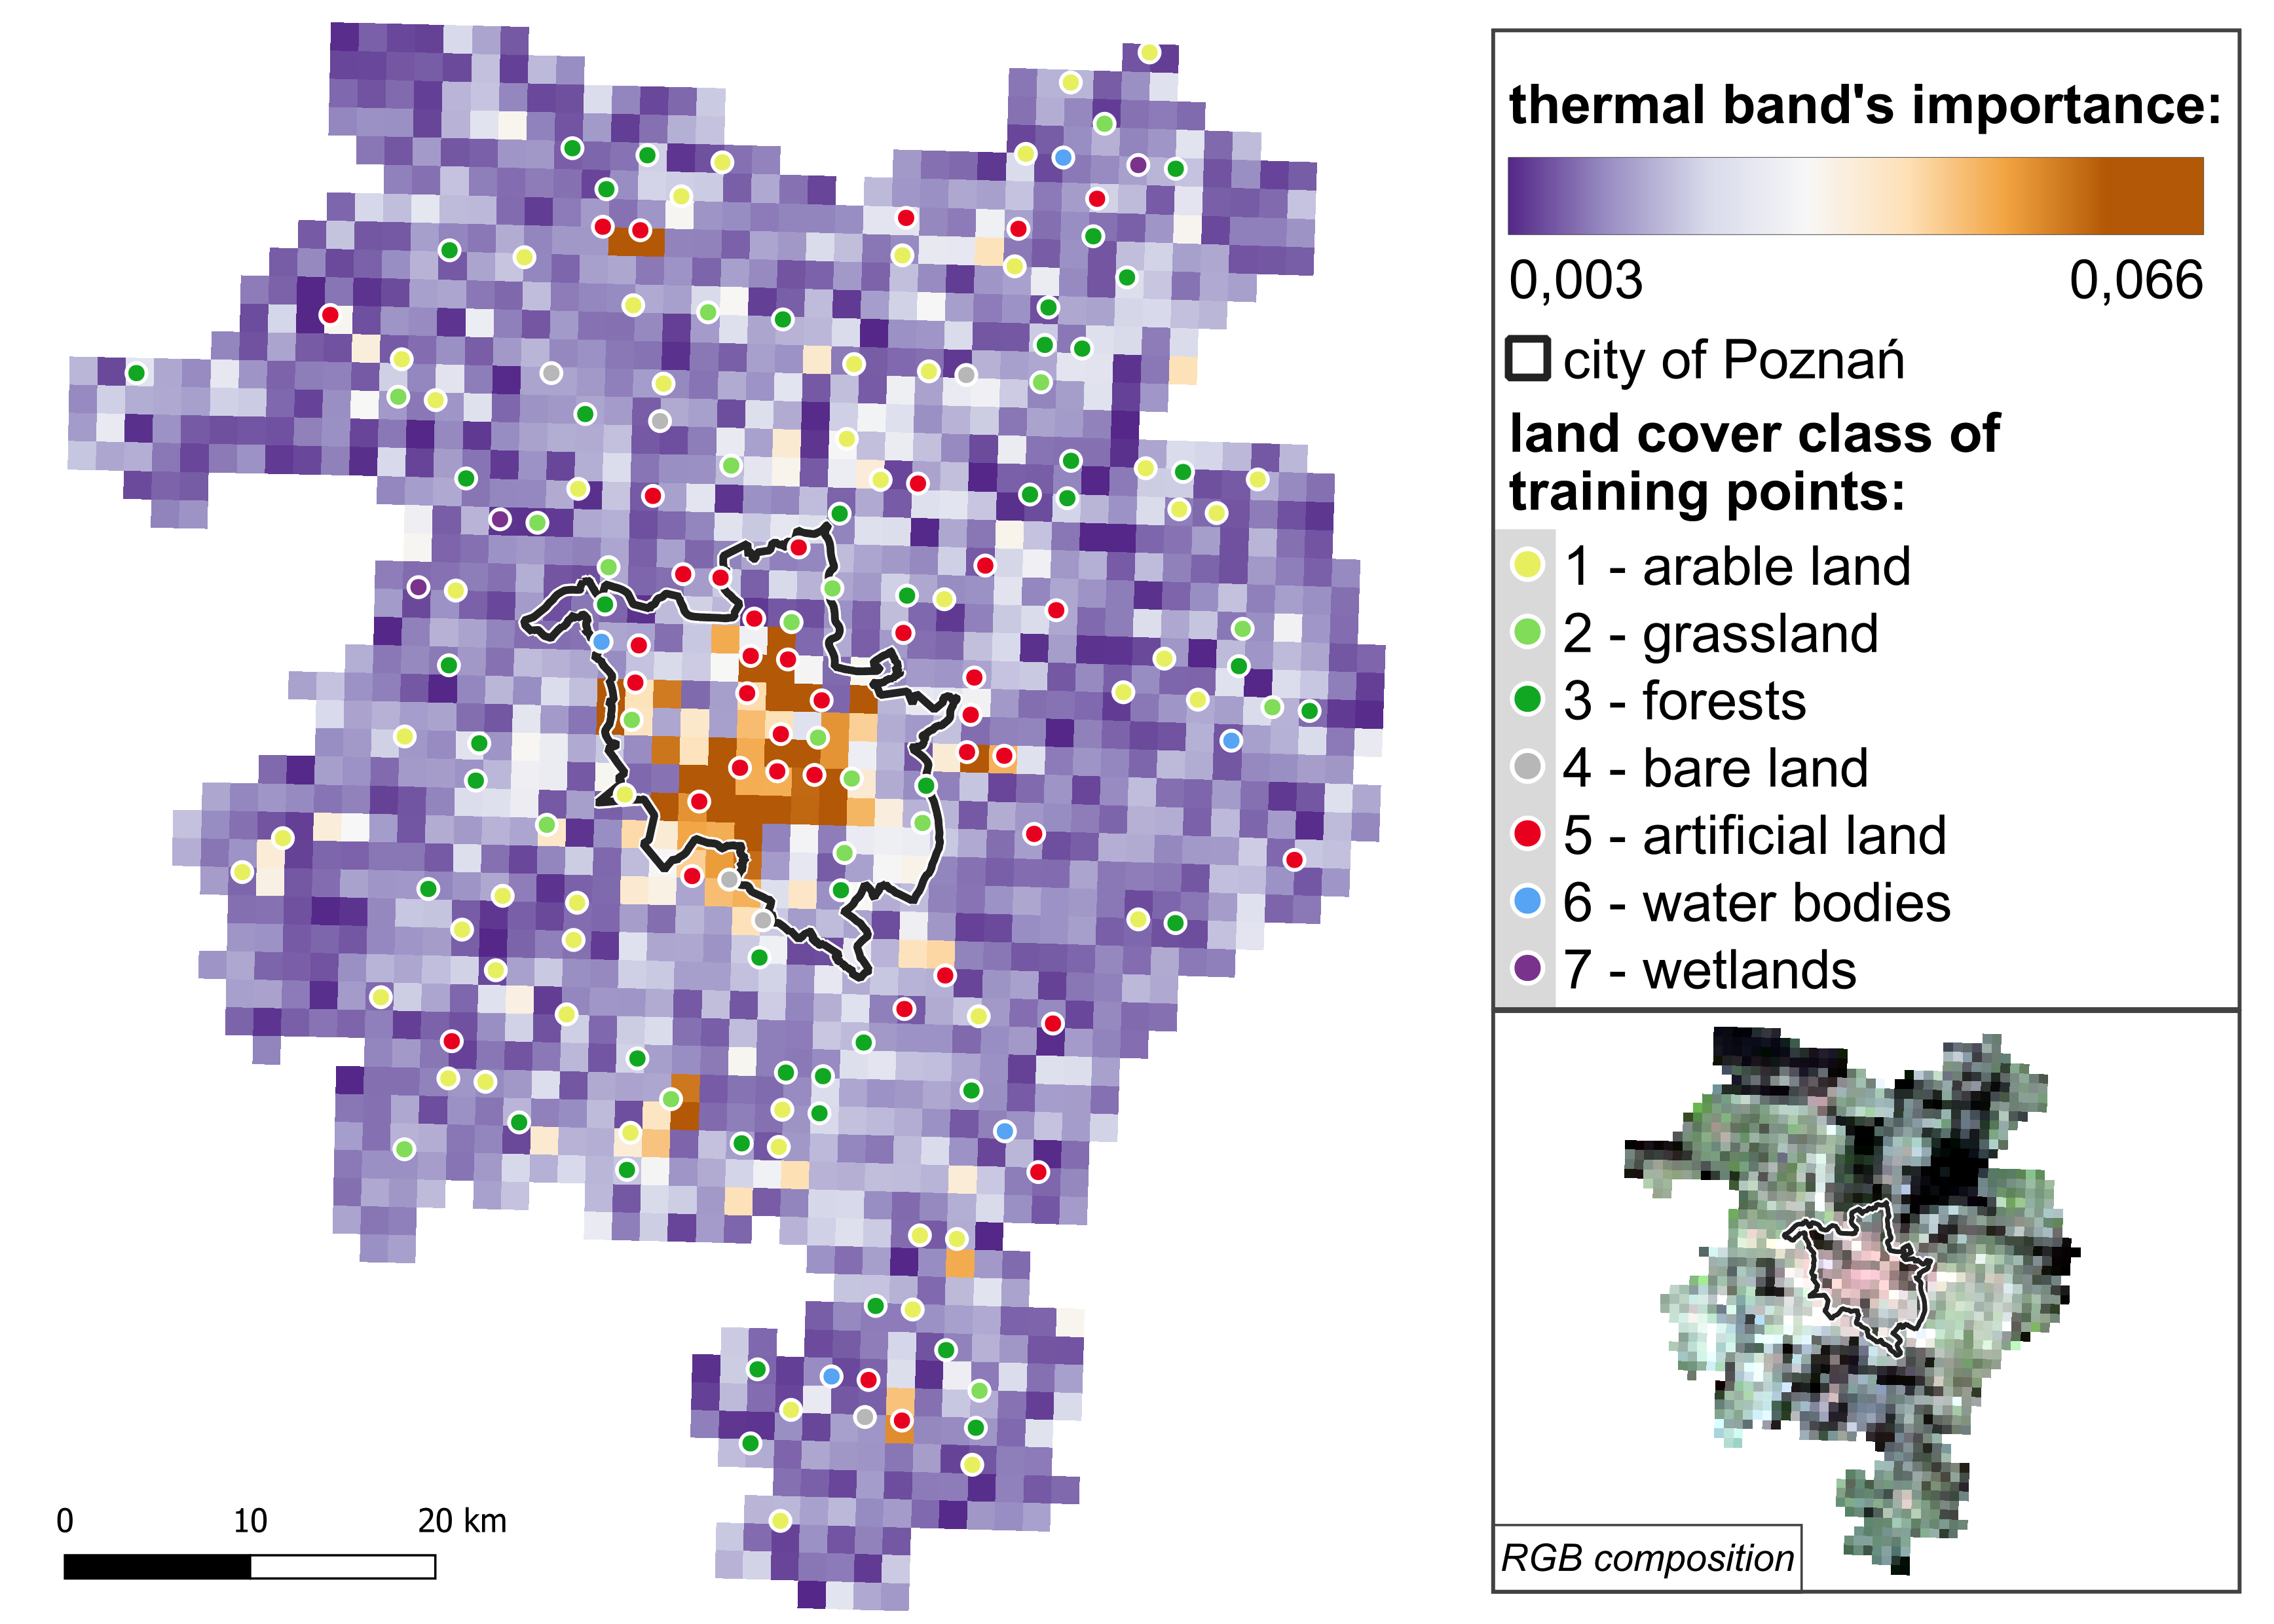 thermal band's importance:
0,003 0,066
city of Poznań
land cover class of
training points:
1 - arable land
2 - grassland
3 - forests
4 - bare land
5 - artificial land
6 - water bodies
7 - wetlands
RGB composition
0 10 20 km